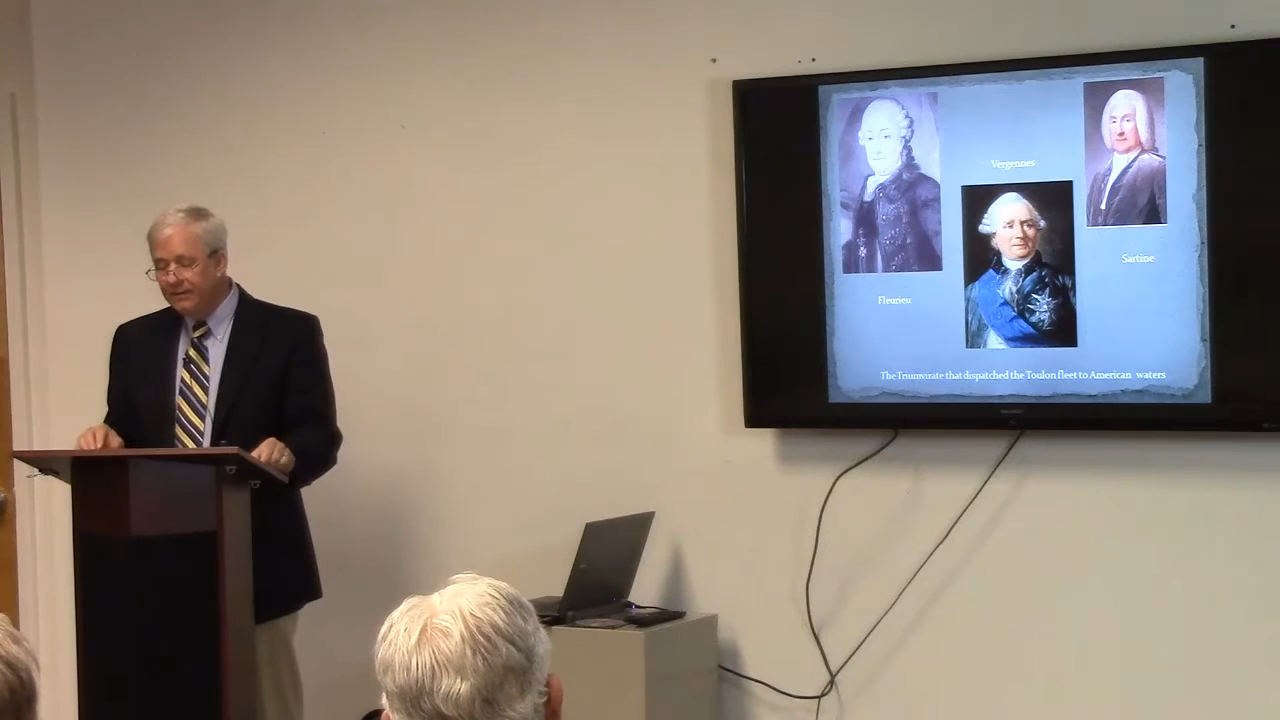 Vergennes
Sartine
Fleurieu
The Triumvirate that dispatched the Toulon fleet to American waters